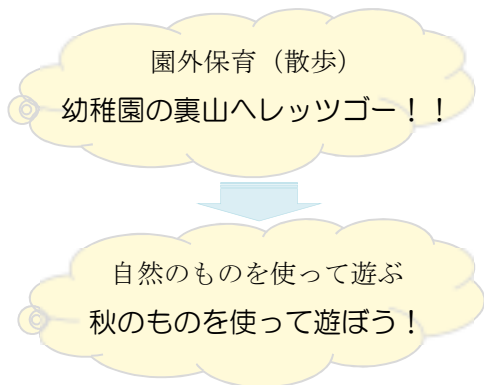 園外保育（散歩）
幼稚園の裏山へレッツゴー！！
自然のものを使って遊ぶ
秋のものを使って遊ぼう！